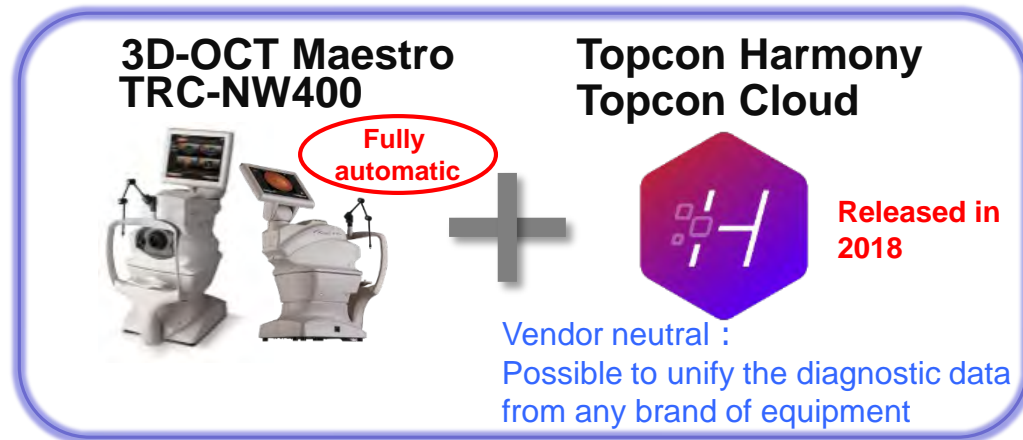 3D-OCT Maestro
TRC-NW400
Fully
automatic
Topcon Harmony
Topcon Cloud
Released in
2018
Vendor neutral：
Possible to unify the diagnostic data
from any brand of equipment